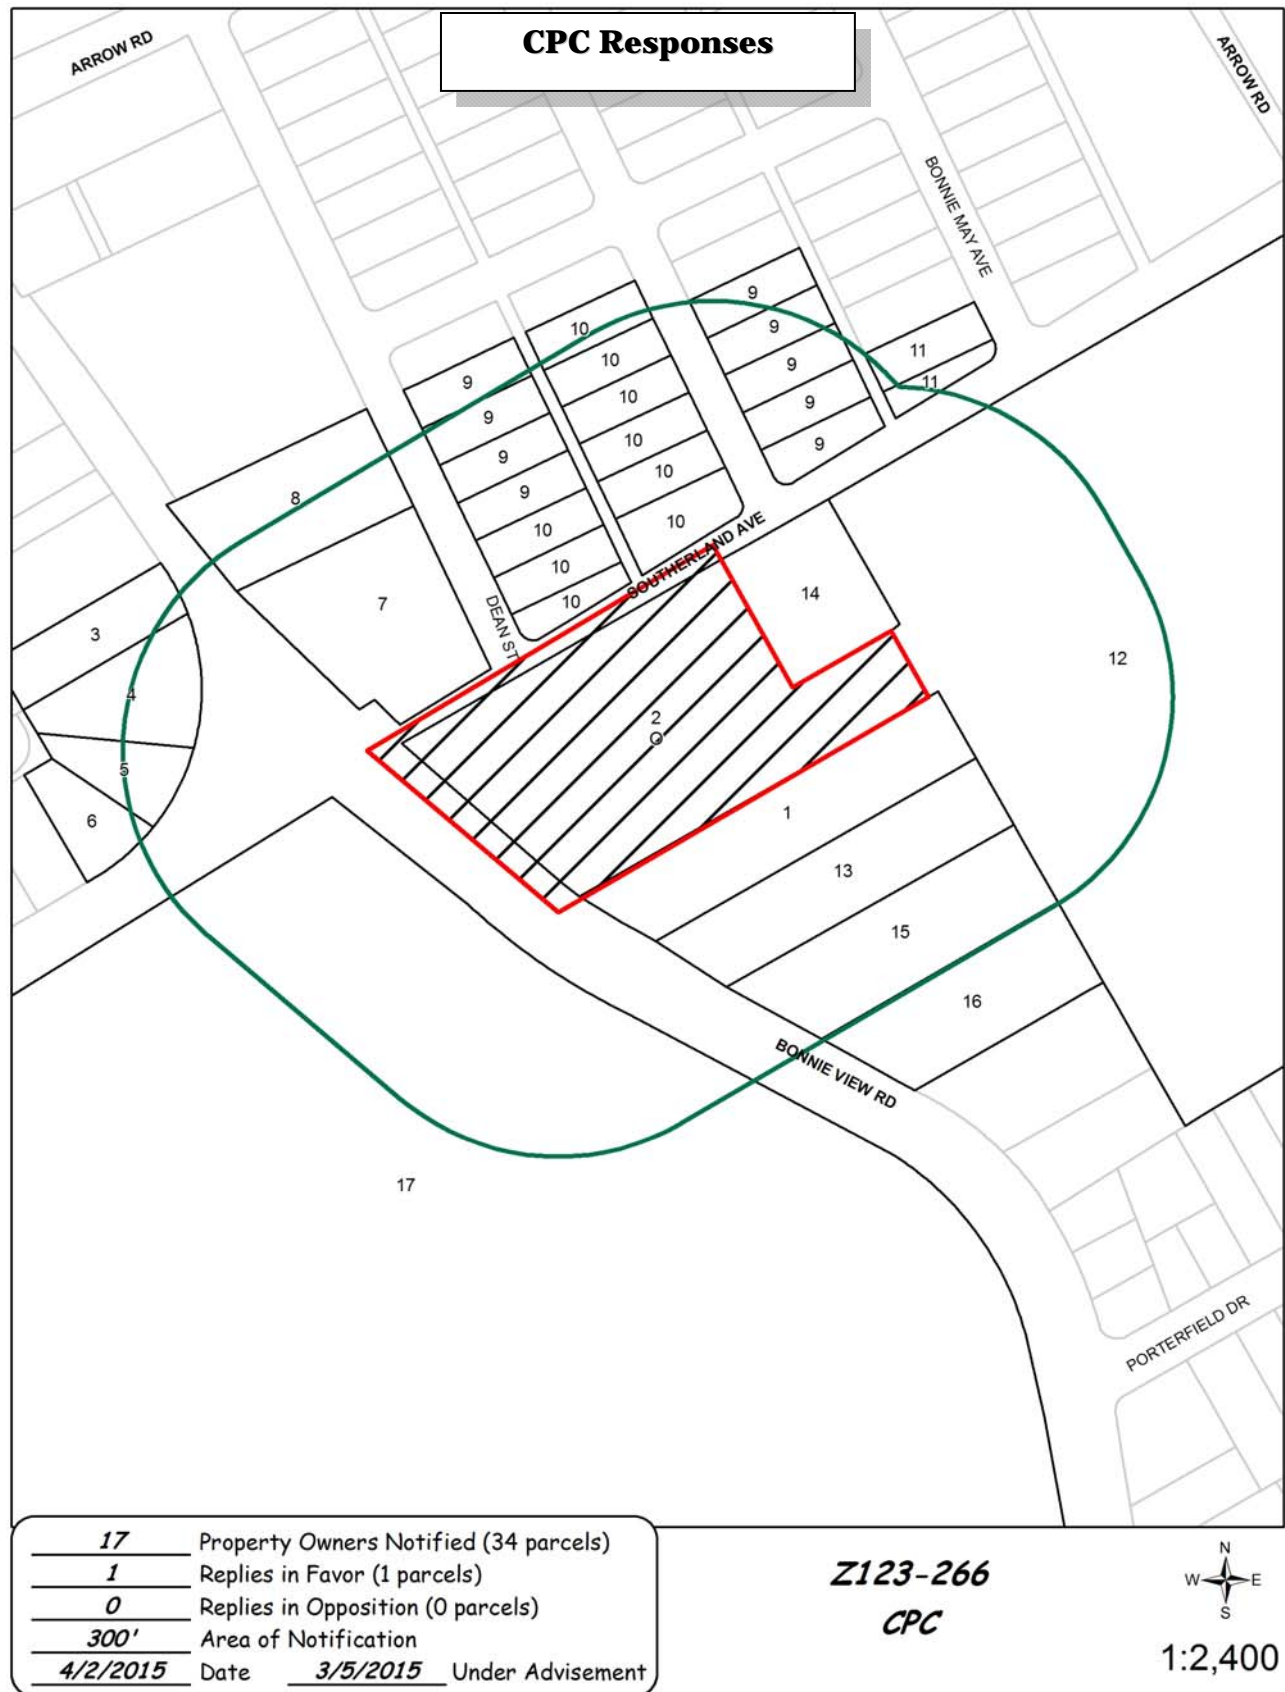 CPC Responses
ARROW RD
ARROW RD
BONNIE MAY AVE
9
10
9
10
9
11
9
10
9
11
9
10
9
9
10
9
8
9
10
10
10
SOUTHERLAND AVE
10
14
7
10
DEAN ST
3
12
4
2
5
1
6
13
15
16
BONNIE VIEW RD
17
PORTERFIELD DR
17 Property Owners Notified (34 parcels)
1 Replies in Favor (1 parcels)
0 Replies in Opposition (0 parcels)
300' Area of Notification
4/2/2015 Date 3/5/2015 Under Advisement
Z123-266
CPC
N
W E
S
1:2,400